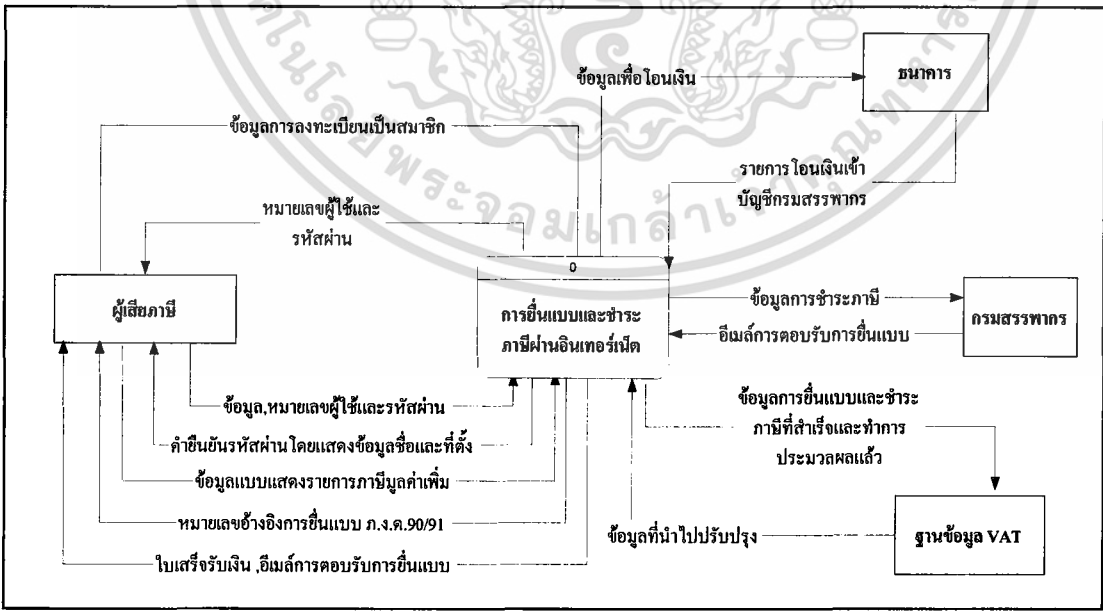 ข้อมูลเพื่อโอนเงิน
ธนาคาร
ข้อมูลการลงทะเบียนเป็นสมาชิก
รายการโอนเงินเข้า
บัญชีกรมสรรพากร
หมายเลขผู้ใช้และ
รหัสผ่าน
0
ผู้เสียภาษี
การยื่นแบบและชำระ
ภาษีผ่านอินเทอร์เน็ต
ข้อมูลการชำระภาษี
กรมสรรพากร
อีเมล์การตอบรับการยื่นแบบ
ข้อมูล,หมายเลขผู้ใช้และรหัสผ่าน
คำยืนยันรหัสผ่านโดยแสดงข้อมูลชื่อและที่ตั้ง
ข้อมูลแบบแสดงรายการภาษีมูลค่าเพิ่ม
หมายเลขอ้างอิงการยื่นแบบ ภ.ง.ด.90/91
ใบเสร็จรับเงิน ,อีเมล์การตอบรับการยื่นแบบ
ข้อมูลการยื่นแบบและชำระ
ภาษีที่สำเร็จและทำการ
ประมวลผลแล้ว
ข้อมูลที่นำไปปรับปรุง
ฐานข้อมูล VAT